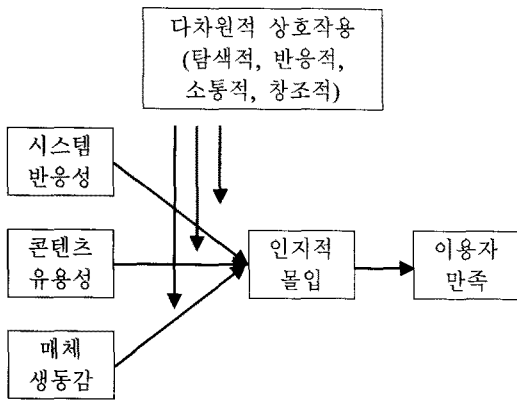 다차원적 상호작용
(탐색적, 반응적,
소통적, 창조적)
시스템
반응성
콘텐츠
유용성
인지적
몰입
이용자
만족
매체
생동감